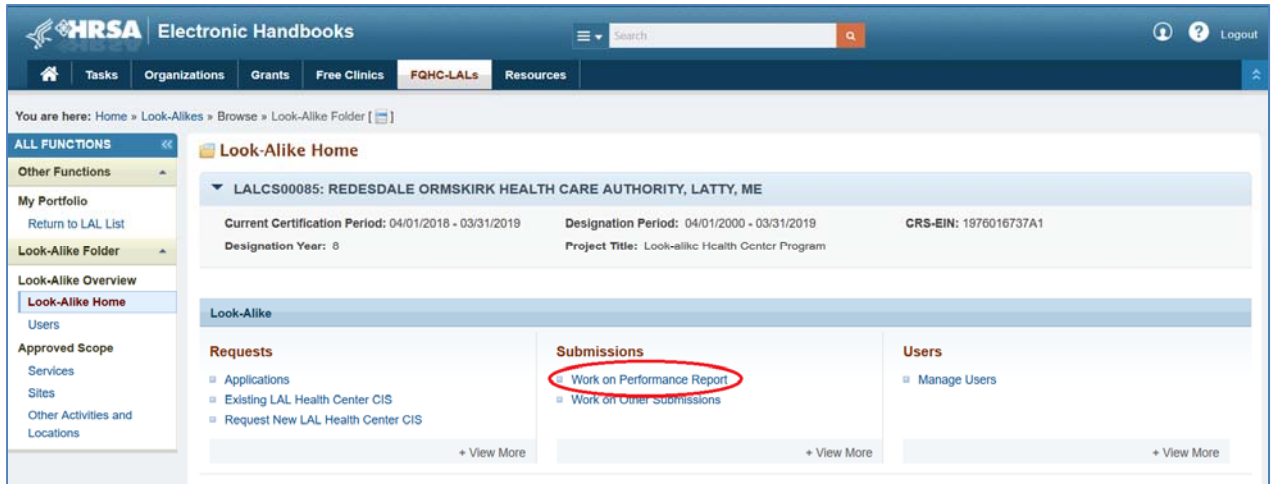 HRSA Electronic Handbooks
Search
? Logout
Tasks Organizations Grants Free Clinics FQHC-LALs Resources
You are here: Home » Look-Alikes » Browse » Look-Alike Folder [ ]
ALL FUNCTIONS «
Other Functions
My Portfolio
Return to LAL List
Look-Alike Folder
Look-Alike Overview
Look-Alike Home
Users
Approved Scope
Services
Sites
Other Activities and
Locations
Look-Alike Home
LALCS00085: REDESDALE ORMSKIRK HEALTH CARE AUTHORITY, LATTY, ME
Current Certification Period: 04/01/2018 - 03/31/2019 Designation Period: 04/01/2000 - 03/31/2019 CRS-EIN: 1976016737A1
Designation Year: 8 Project Title: Look-alike Health Center Program
Look-Alike
Requests
Applications
Existing LAL Health Center CIS
Request New LAL Health Center CIS
+ View More
Submissions
Work on Performance Report
Work on Other Submissions
+ View More
Users
Manage Users
+ View More